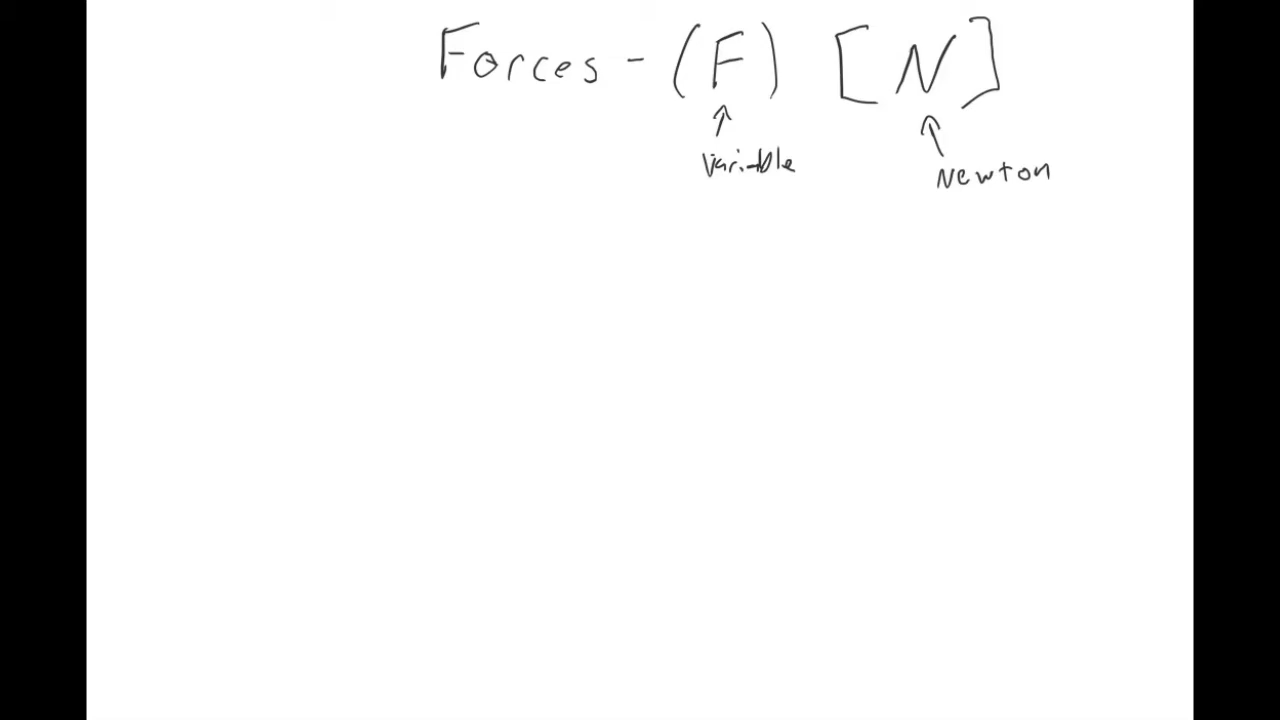 Forces - (F) [N]
↑ ↑
variable Newton